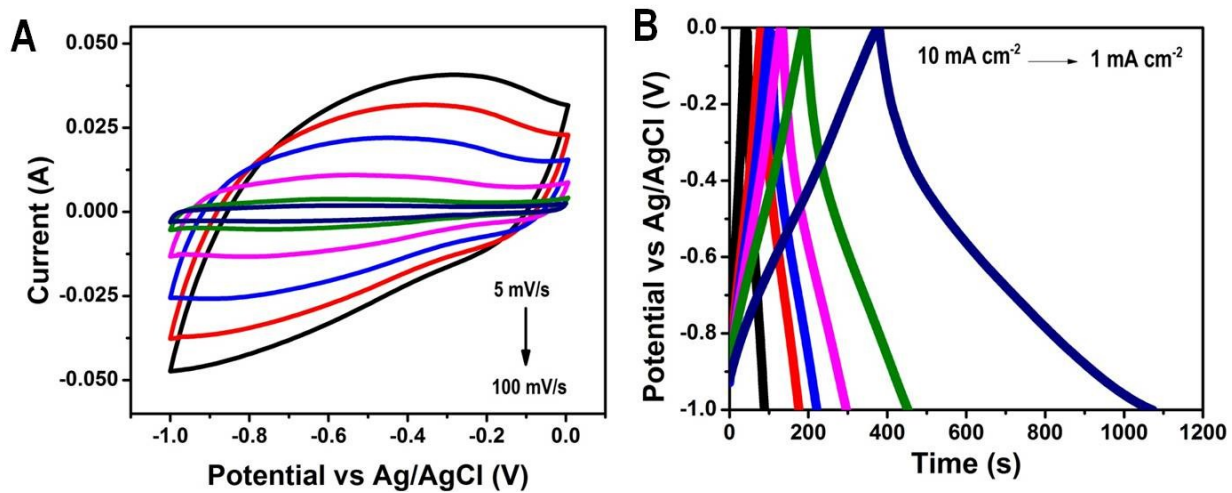 A
0.050
0.025
0.000
-0.025
-0.050
Current (A)
5 mV/s
100 mV/s
-1.0 -0.8 -0.6 -0.4 -0.2 0.0
Potential vs Ag/AgCl (V)
B
0.0
-0.2
-0.4
-0.6
-0.8
-1.0
Potential vs Ag/AgCl (V)
10 mA cm-2 → 1 mA cm-2
0 200 400 600 800 1000 1200
Time (s)